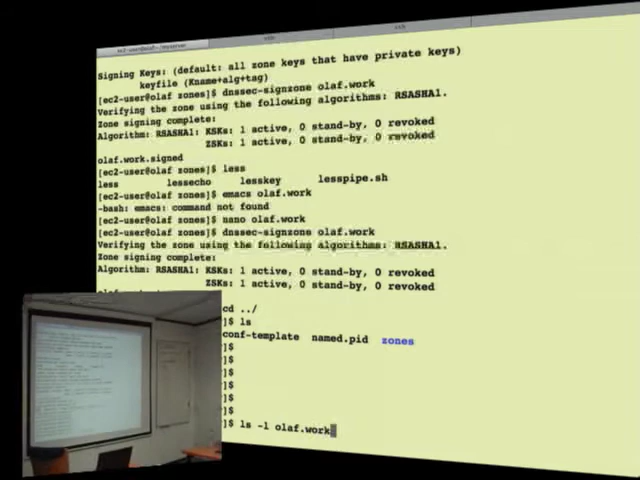 Signing Keys: (default: all zone keys that have private keys)
keyfile (Kname+alg+tag)
[ec2-user@olaf zones]$ dnssec-signzone olaf.work
Verifying the zone using the following algorithms: RSASHA1.
Zone signing complete:
Algorithm: RSASHA1: KSKs: 1 active, 0 stand-by, 0 revoked
ZSKs: 1 active, 0 stand-by, 0 revoked
olaf.work.signed
[ec2-user@olaf zones]$ less
less lessecho lesskey lesspipe.sh
[ec2-user@olaf zones]$ emacs olaf.work
-bash: emacs: command not found
[ec2-user@olaf zones]$ nano olaf.work
[ec2-user@olaf zones]$ dnssec-signzone olaf.work
Verifying the zone using the following algorithms: RSASHA1.
Zone signing complete:
Algorithm: RSASHA1: KSKs: 1 active, 0 stand-by, 0 revoked
ZSKs: 1 active, 0 stand-by, 0 revoked
cd ../
]$ ls
conf-template named.pid zones
]$
]$
]$
]$
]$
]$
]$ ls -l olaf.work